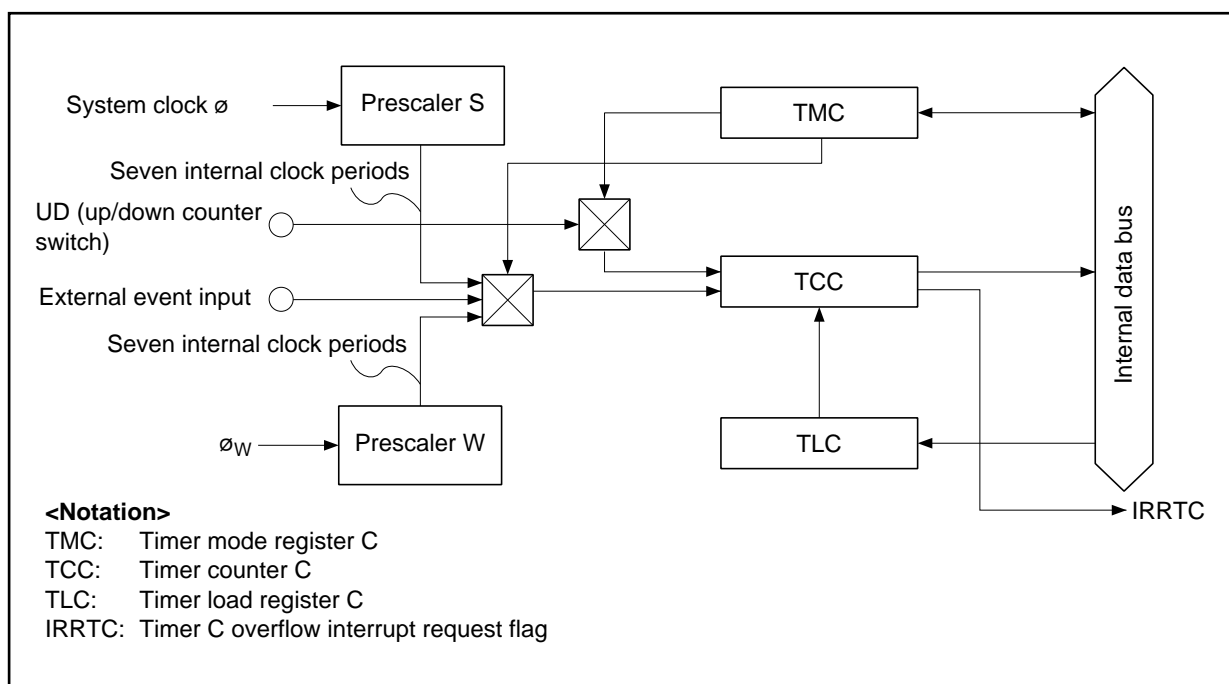 System clock ø
Prescaler S
TMC
Seven internal clock periods
UD (up/down counter
switch)
External event input
TCC
Internal data bus
Seven internal clock periods
øW
Prescaler W
TLC
IRRTC
<Notation>
TMC: Timer mode register C
TCC: Timer counter C
TLC: Timer load register C
IRRTC: Timer C overflow interrupt request flag